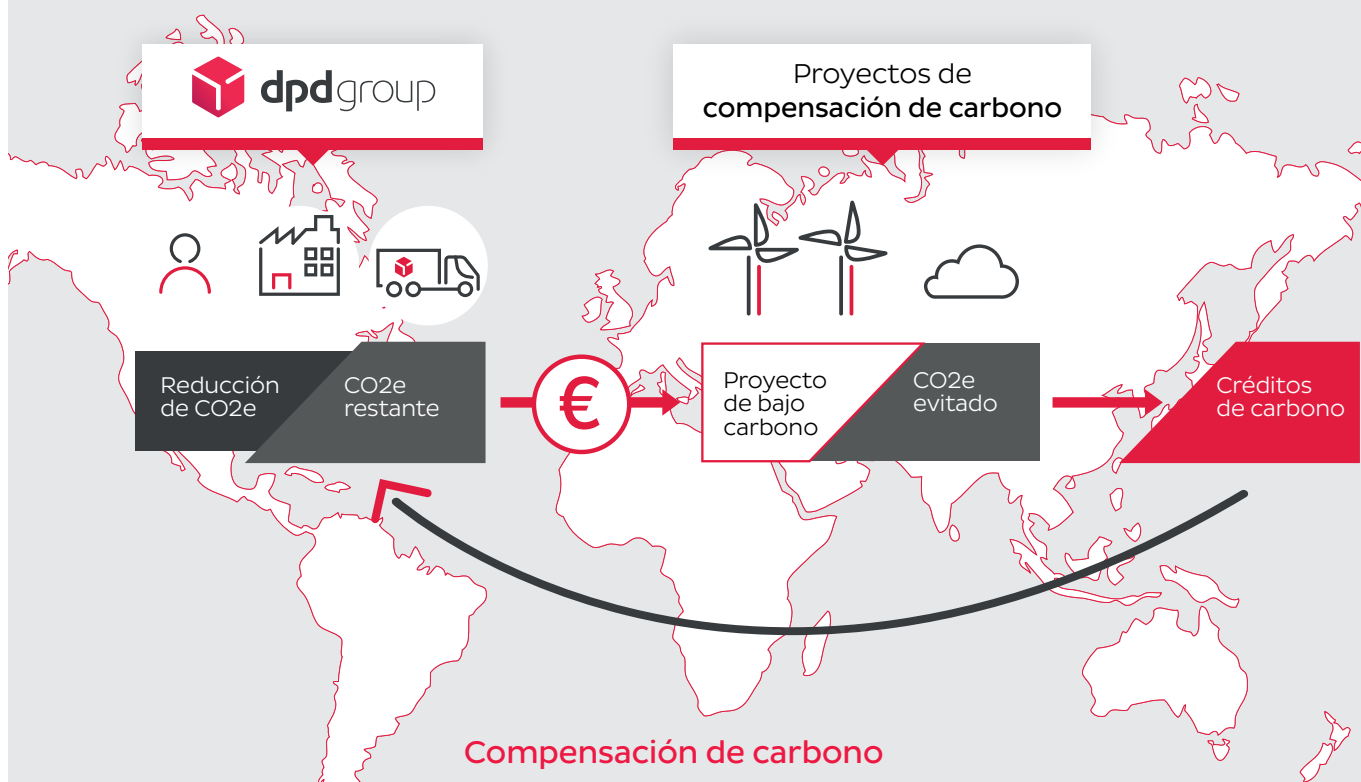 dpdgroup
Proyectos de
compensación de carbono
Reducción
de CO2e
CO2e
restante
€
Proyecto
de bajo
carbono
CO2e
evitado
Créditos
de carbono
Compensación de carbono